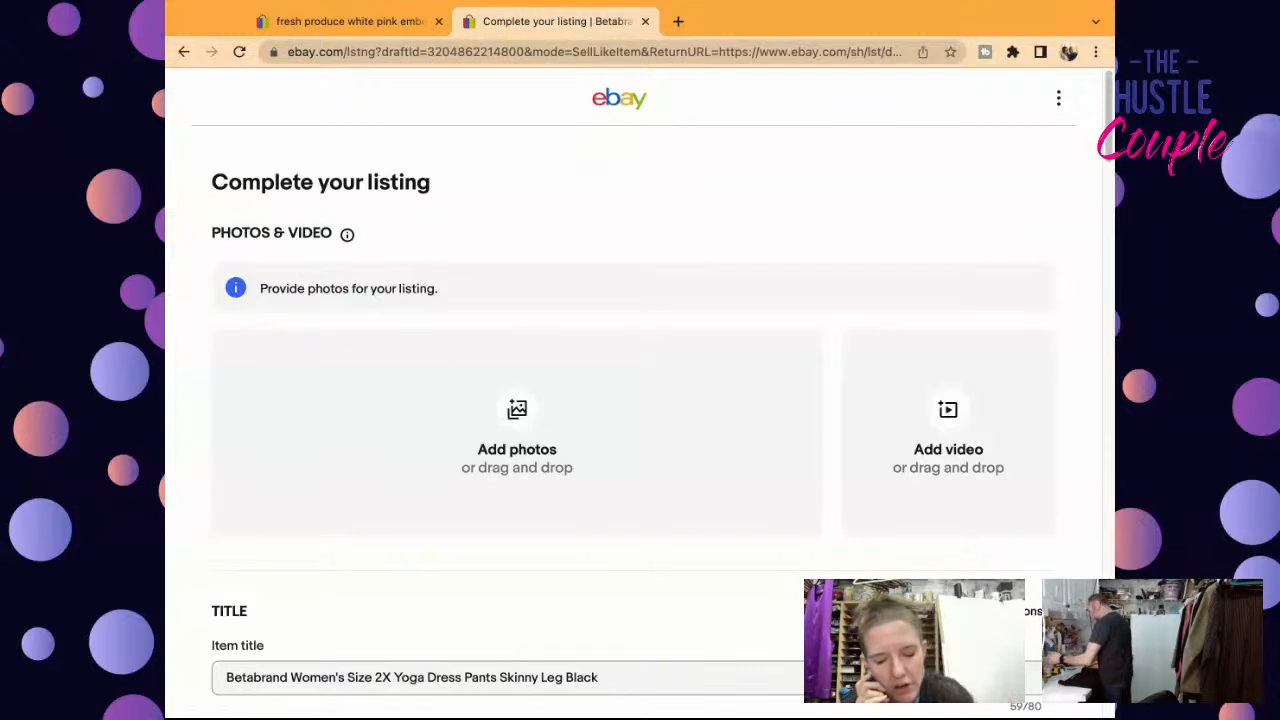 fresh produce white pink embe
Complete your listing | Betabra
ebay.com/lstng?draftId=3204862214800&mode=SellLikeItem&ReturnURL=https://www.ebay.com/sh/lst/d...
-THE-
HUSTLE
Couple
ebay
Complete your listing
PHOTOS & VIDEO
Provide photos for your listing.
Add photos
or drag and drop
Add video
or drag and drop
TITLE
Item title
Betabrand Women's Size 2X Yoga Dress Pants Skinny Leg Black
59/80